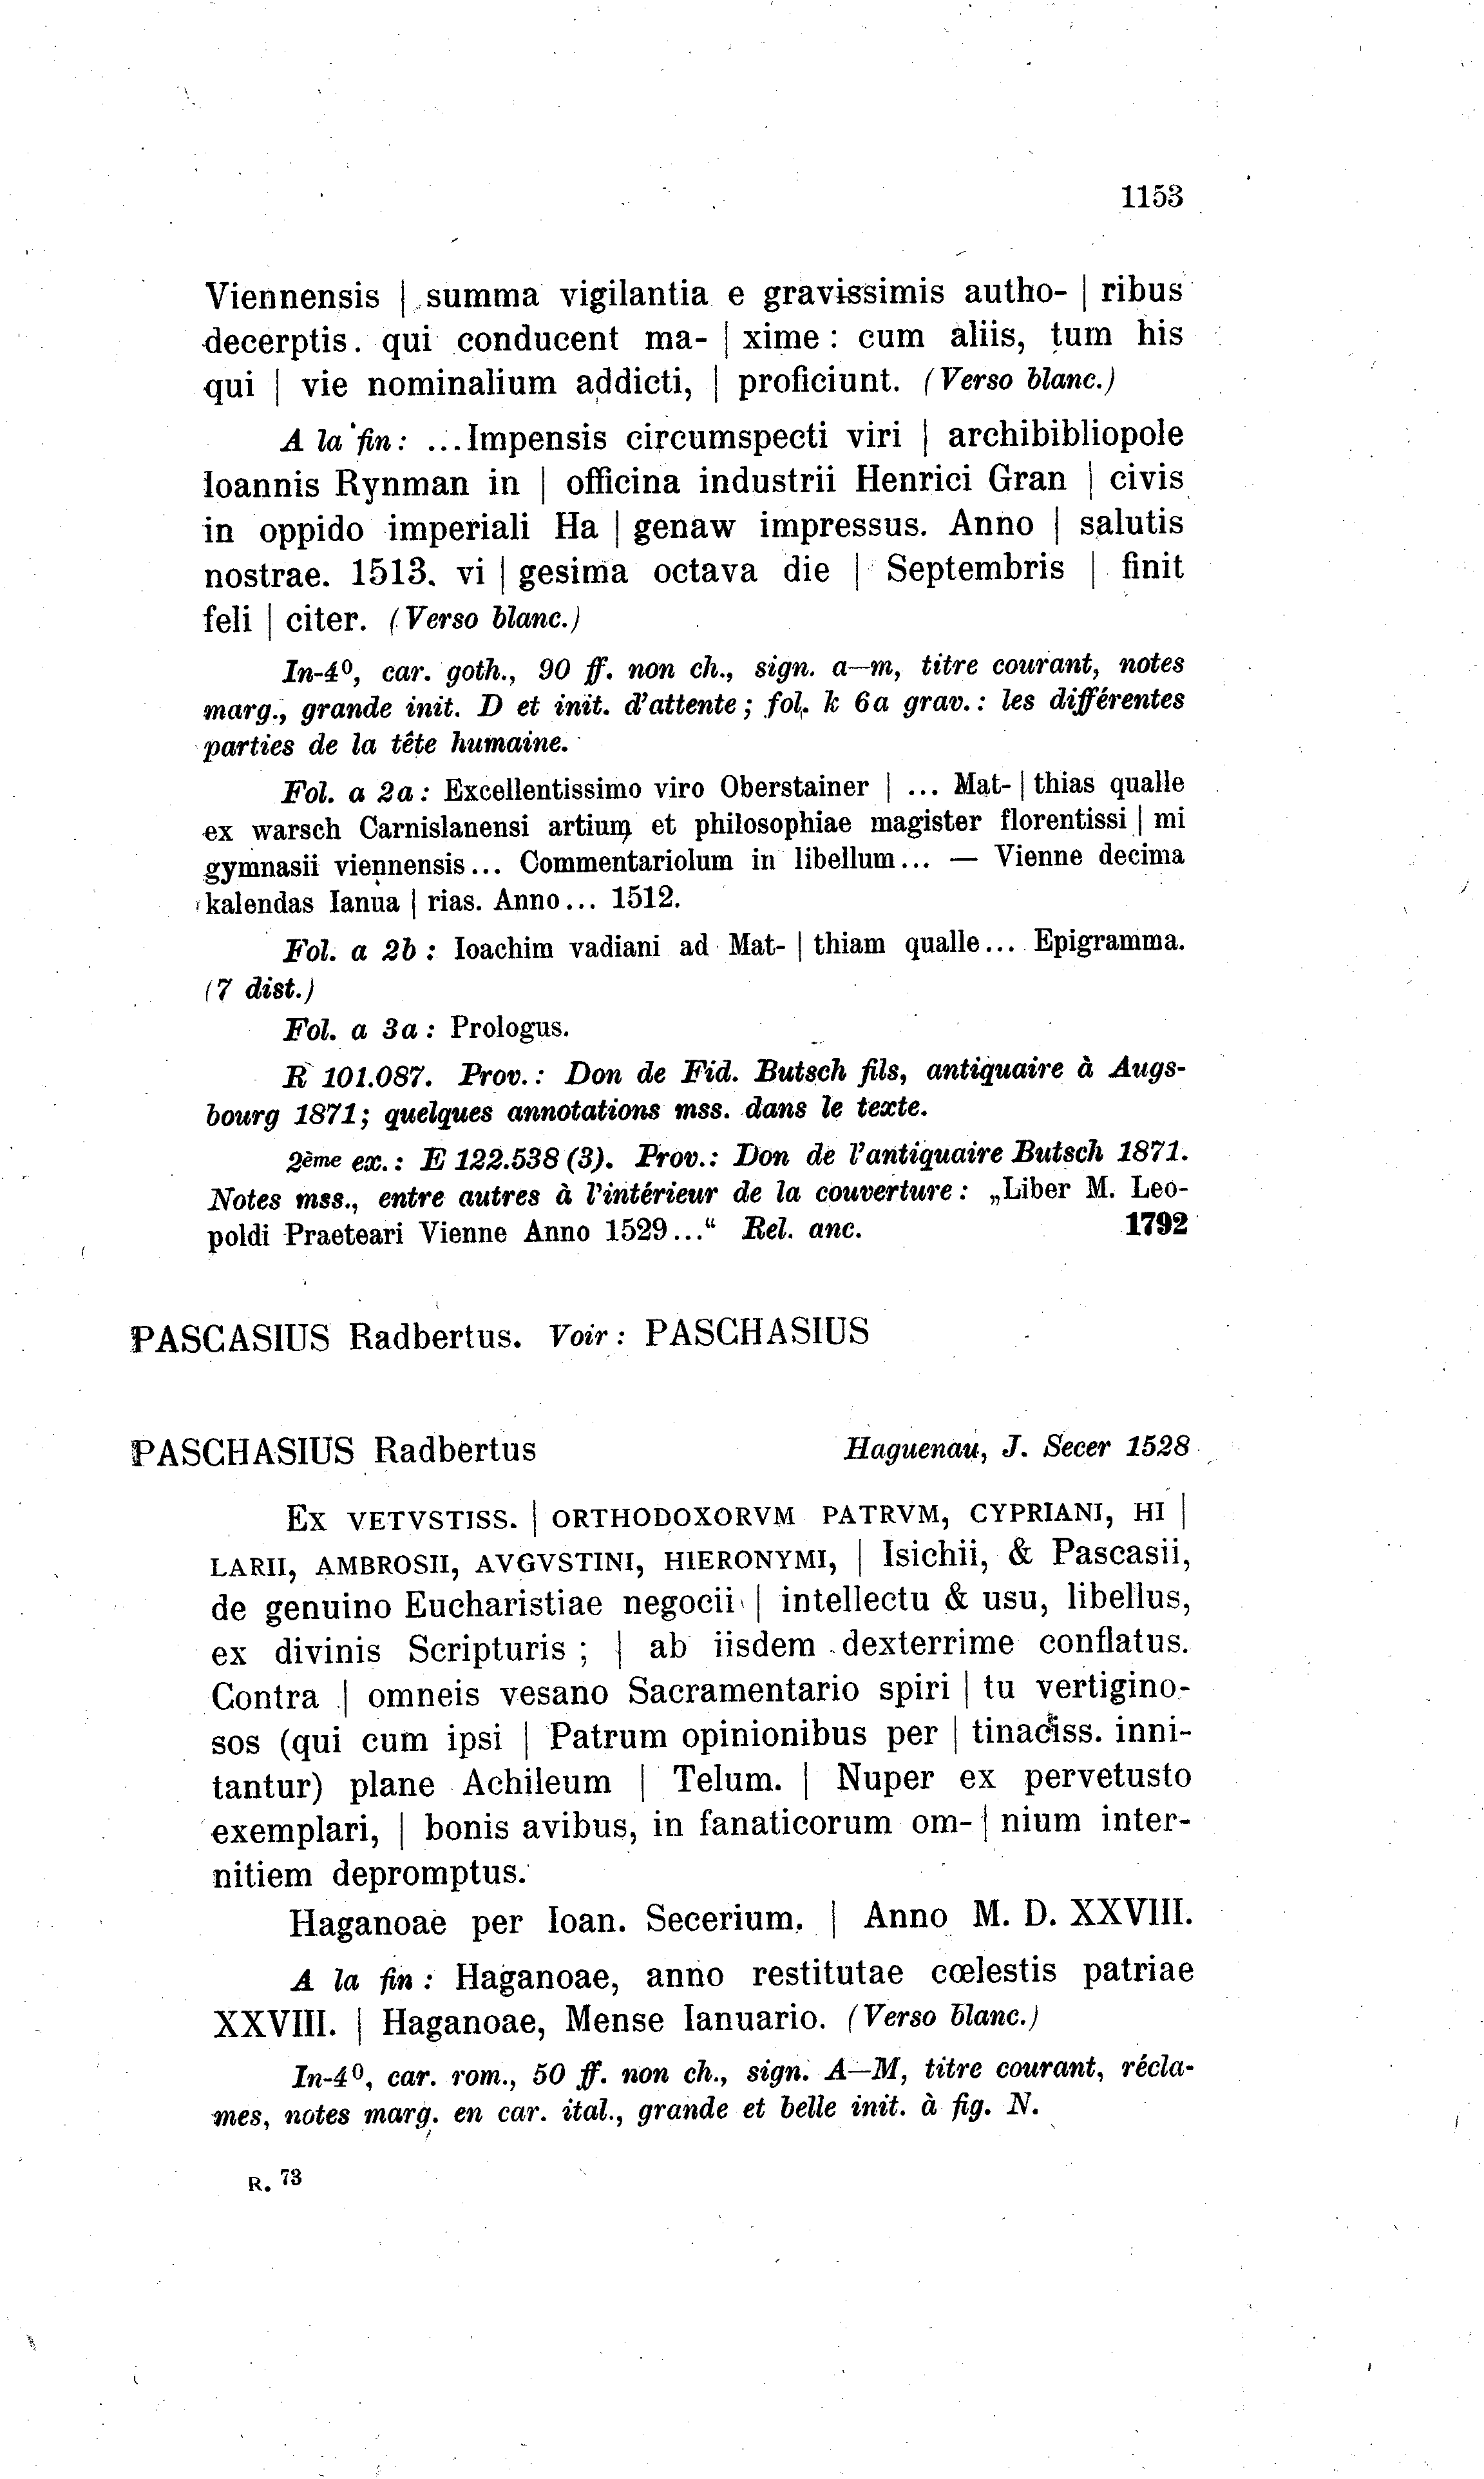 1153
Viennensis | summa vigilantia e gravissimis autho- | ribus
decerptis. qui conducent ma- | xime : cum aliis, tum his
qui | vie nominalium addicti, | proficiunt. (Verso blanc.)
A la fin : ...Impensis circumspecti viri | archibibliopole
Ioannis Rynman in | officina industrii Henrici Gran | civis
in oppido imperiali Ha | genaw impressus. Anno | salutis
nostrae. 1513. vi | gesima octava die | Septembris | finit
feli | citer. (Verso blanc.)
In-4º, car. goth., 90 ff. non ch., sign. a—m, titre courant, notes
marg., grande init. D et init. d'attente ; fol. k 6a grav. : les différentes
parties de la tête humaine.
Fol. a 2a : Excellentissimo viro Oberstainer | ... Mat- | thias qualle
ex warsch Carnislanensi artium et philosophiae magister florentissi | mi
gymnasii viennensis... Commentariolum in libellum... — Vienne decima
kalendas Ianua | rias. Anno... 1512.
Fol. a 2b : Ioachim vadiani ad Mat- | thiam qualle... Epigramma.
(7 dist.)
Fol. a 3a : Prologus.
R 101.087. Prov. : Don de Fid. Butsch fils, antiquaire à Augs-
bourg 1871; quelques annotations mss. dans le texte.
2ème ex. : E 122.538 (3). Prov.: Don de l'antiquaire Butsch 1871.
Notes mss., entre autres à l'intérieur de la couverture : „Liber M. Leo-
poldi Praeteari Vienne Anno 1529...“ Rel. anc. 1792
PASCASIUS Radbertus. Voir : PASCHASIUS
PASCHASIUS Radbertus Haguenau, J. Secer 1528
EX VETVSTISS. | ORTHODOXORVM PATRVM, CYPRIANI, HI |
LARII, AMBROSII, AVGVSTINI, HIERONYMI, | Isichii, & Pascasii,
de genuino Eucharistiae negocii | intellectu & usu, libellus,
ex divinis Scripturis ; | ab iisdem dexterrime conflatus.
Contra | omneis vesano Sacramentario spiri | tu vertigino-
sos (qui cum ipsi | Patrum opinionibus per | tinaciss. inni-
tantur) plane Achileum | Telum. | Nuper ex pervetusto
exemplari, | bonis avibus, in fanaticorum om- | nium inter-
nitiem depromptus.
Haganoae per Ioan. Secerium. | Anno M. D. XXVIII.
A la fin : Haganoae, anno restitutae cœlestis patriae
XXVIII. | Haganoae, Mense Ianuario. (Verso blanc.)
In-4º, car. rom., 50 ff. non ch., sign. A—M, titre courant, récla-
mes, notes marg. en car. ital., grande et belle init. à fig. N.
R. 73